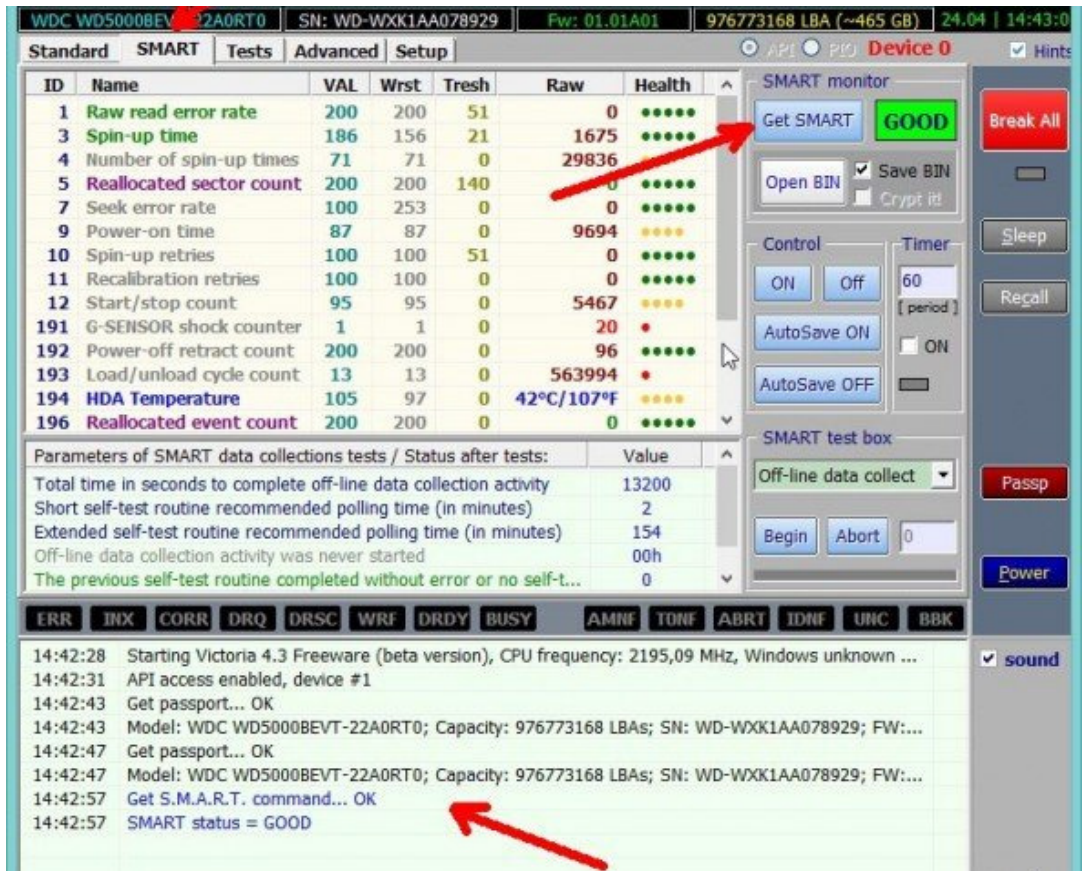 WDC WD5000BEVT-22A0RT0 SN: WD-WXK1AA078929 Fw: 01.01A01 976773168 LBA (~465 GB) 24.04 14:43:0
Standard SMART Tests Advanced Setup API PIO Device 0 Hints
ID Name VAL Wrst Tresh Raw Health
1 Raw read error rate 200 200 51 0
3 Spin-up time 186 156 21 1675
4 Number of spin-up times 71 71 0 29836
5 Reallocated sector count 200 200 140 0
7 Seek error rate 100 253 0 0
9 Power-on time 87 87 0 9694
10 Spin-up retries 100 100 51 0
11 Recalibration retries 100 100 0 0
12 Start/stop count 95 95 0 5467
191 G-SENSOR shock counter 1 1 0 20
192 Power-off retract count 200 200 0 96
193 Load/unload cycle count 13 13 0 563994
194 HDA Temperature 105 97 0 42°C/107°F
196 Reallocated event count 200 200 0 0
SMART monitor
Get SMART GOOD
Open BIN Save BIN
Crypt it!
Control Timer
ON Off 60
[ period ]
AutoSave ON ON
AutoSave OFF
SMART test box
Off-line data collect
Begin Abort 0
Break All
Sleep
Recall
Passp
Power
Parameters of SMART data collections tests / Status after tests: Value
Total time in seconds to complete off-line data collection activity 13200
Short self-test routine recommended polling time (in minutes) 2
Extended self-test routine recommended polling time (in minutes) 154
Off-line data collection activity was never started 00h
The previous self-test routine completed without error or no self-t... 0
ERR INX CORR DRQ DRSC WRF DRDY BUSY AMNF TONF ABRT IDNF UNC BBK
14:42:28 Starting Victoria 4.3 Freeware (beta version), CPU frequency: 2195,09 MHz, Windows unknown ...
14:42:31 API access enabled, device #1
14:42:43 Get passport... OK
14:42:43 Model: WDC WD5000BEVT-22A0RT0; Capacity: 976773168 LBAs; SN: WD-WXK1AA078929; FW:...
14:42:47 Get passport... OK
14:42:47 Model: WDC WD5000BEVT-22A0RT0; Capacity: 976773168 LBAs; SN: WD-WXK1AA078929; FW:...
14:42:57 Get S.M.A.R.T. command... OK
14:42:57 SMART status = GOOD
sound